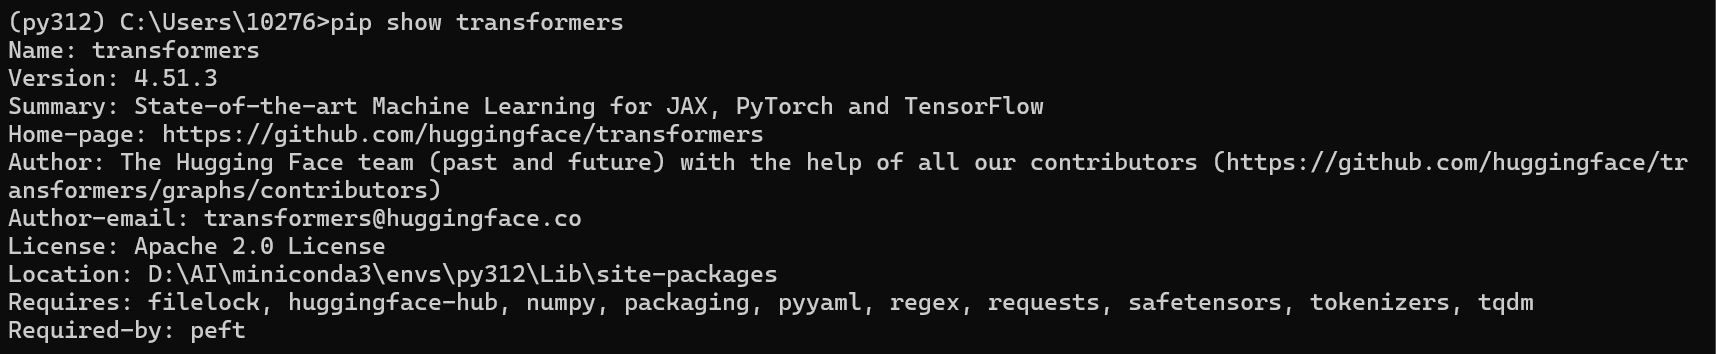 (py312) C:\Users\10276>pip show transformers
Name: transformers
Version: 4.51.3
Summary: State-of-the-art Machine Learning for JAX, PyTorch and TensorFlow
Home-page: https://github.com/huggingface/transformers
Author: The Hugging Face team (past and future) with the help of all our contributors (https://github.com/huggingface/tr
ansformers/graphs/contributors)
Author-email: transformers@huggingface.co
License: Apache 2.0 License
Location: D:\AI\miniconda3\envs\py312\Lib\site-packages
Requires: filelock, huggingface-hub, numpy, packaging, pyyaml, regex, requests, safetensors, tokenizers, tqdm
Required-by: peft